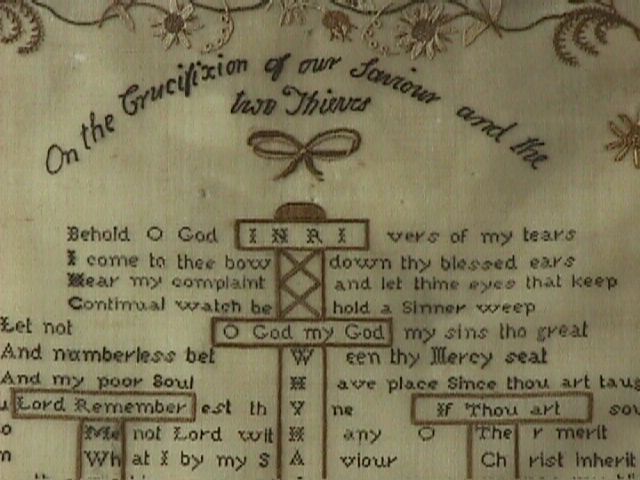 On the Crucifixion of our Saviour and the
two Thieves
Behold O God INRI vers of my tears
I come to thee bow down thy blessed ears
Hear my complaint and let thine eyes that keep
Continual watch be hold a Sinner weep
Let not O God my God my sins tho great
And numberless bet W een thy Mercy seat
And my poor Soul H ave place Since thou art taug
u Lord Remember est th Y ne If Thou art sov
o Me not Lord wit H any O The r merit
m Wh at I by my S A viour Ch rist inherit